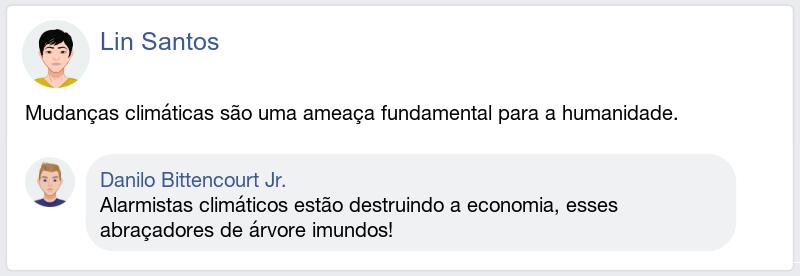 Lin Santos
Mudanças climáticas são uma ameaça fundamental para a humanidade.
Danilo Bittencourt Jr.
Alarmistas climáticos estão destruindo a economia, esses
abraçadores de árvore imundos!